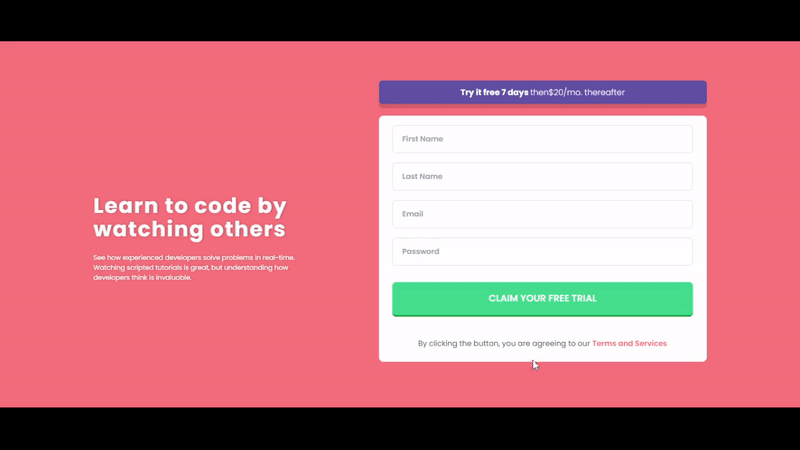 Learn to code by
watching others
See how experienced developers solve problems in real-time.
Watching scripted tutorials is great, but understanding how
developers think is invaluable.
Try it free 7 days then$20/mo. thereafter
First Name
Last Name
Email
Password
CLAIM YOUR FREE TRIAL
By clicking the button, you are agreeing to our Terms and Services